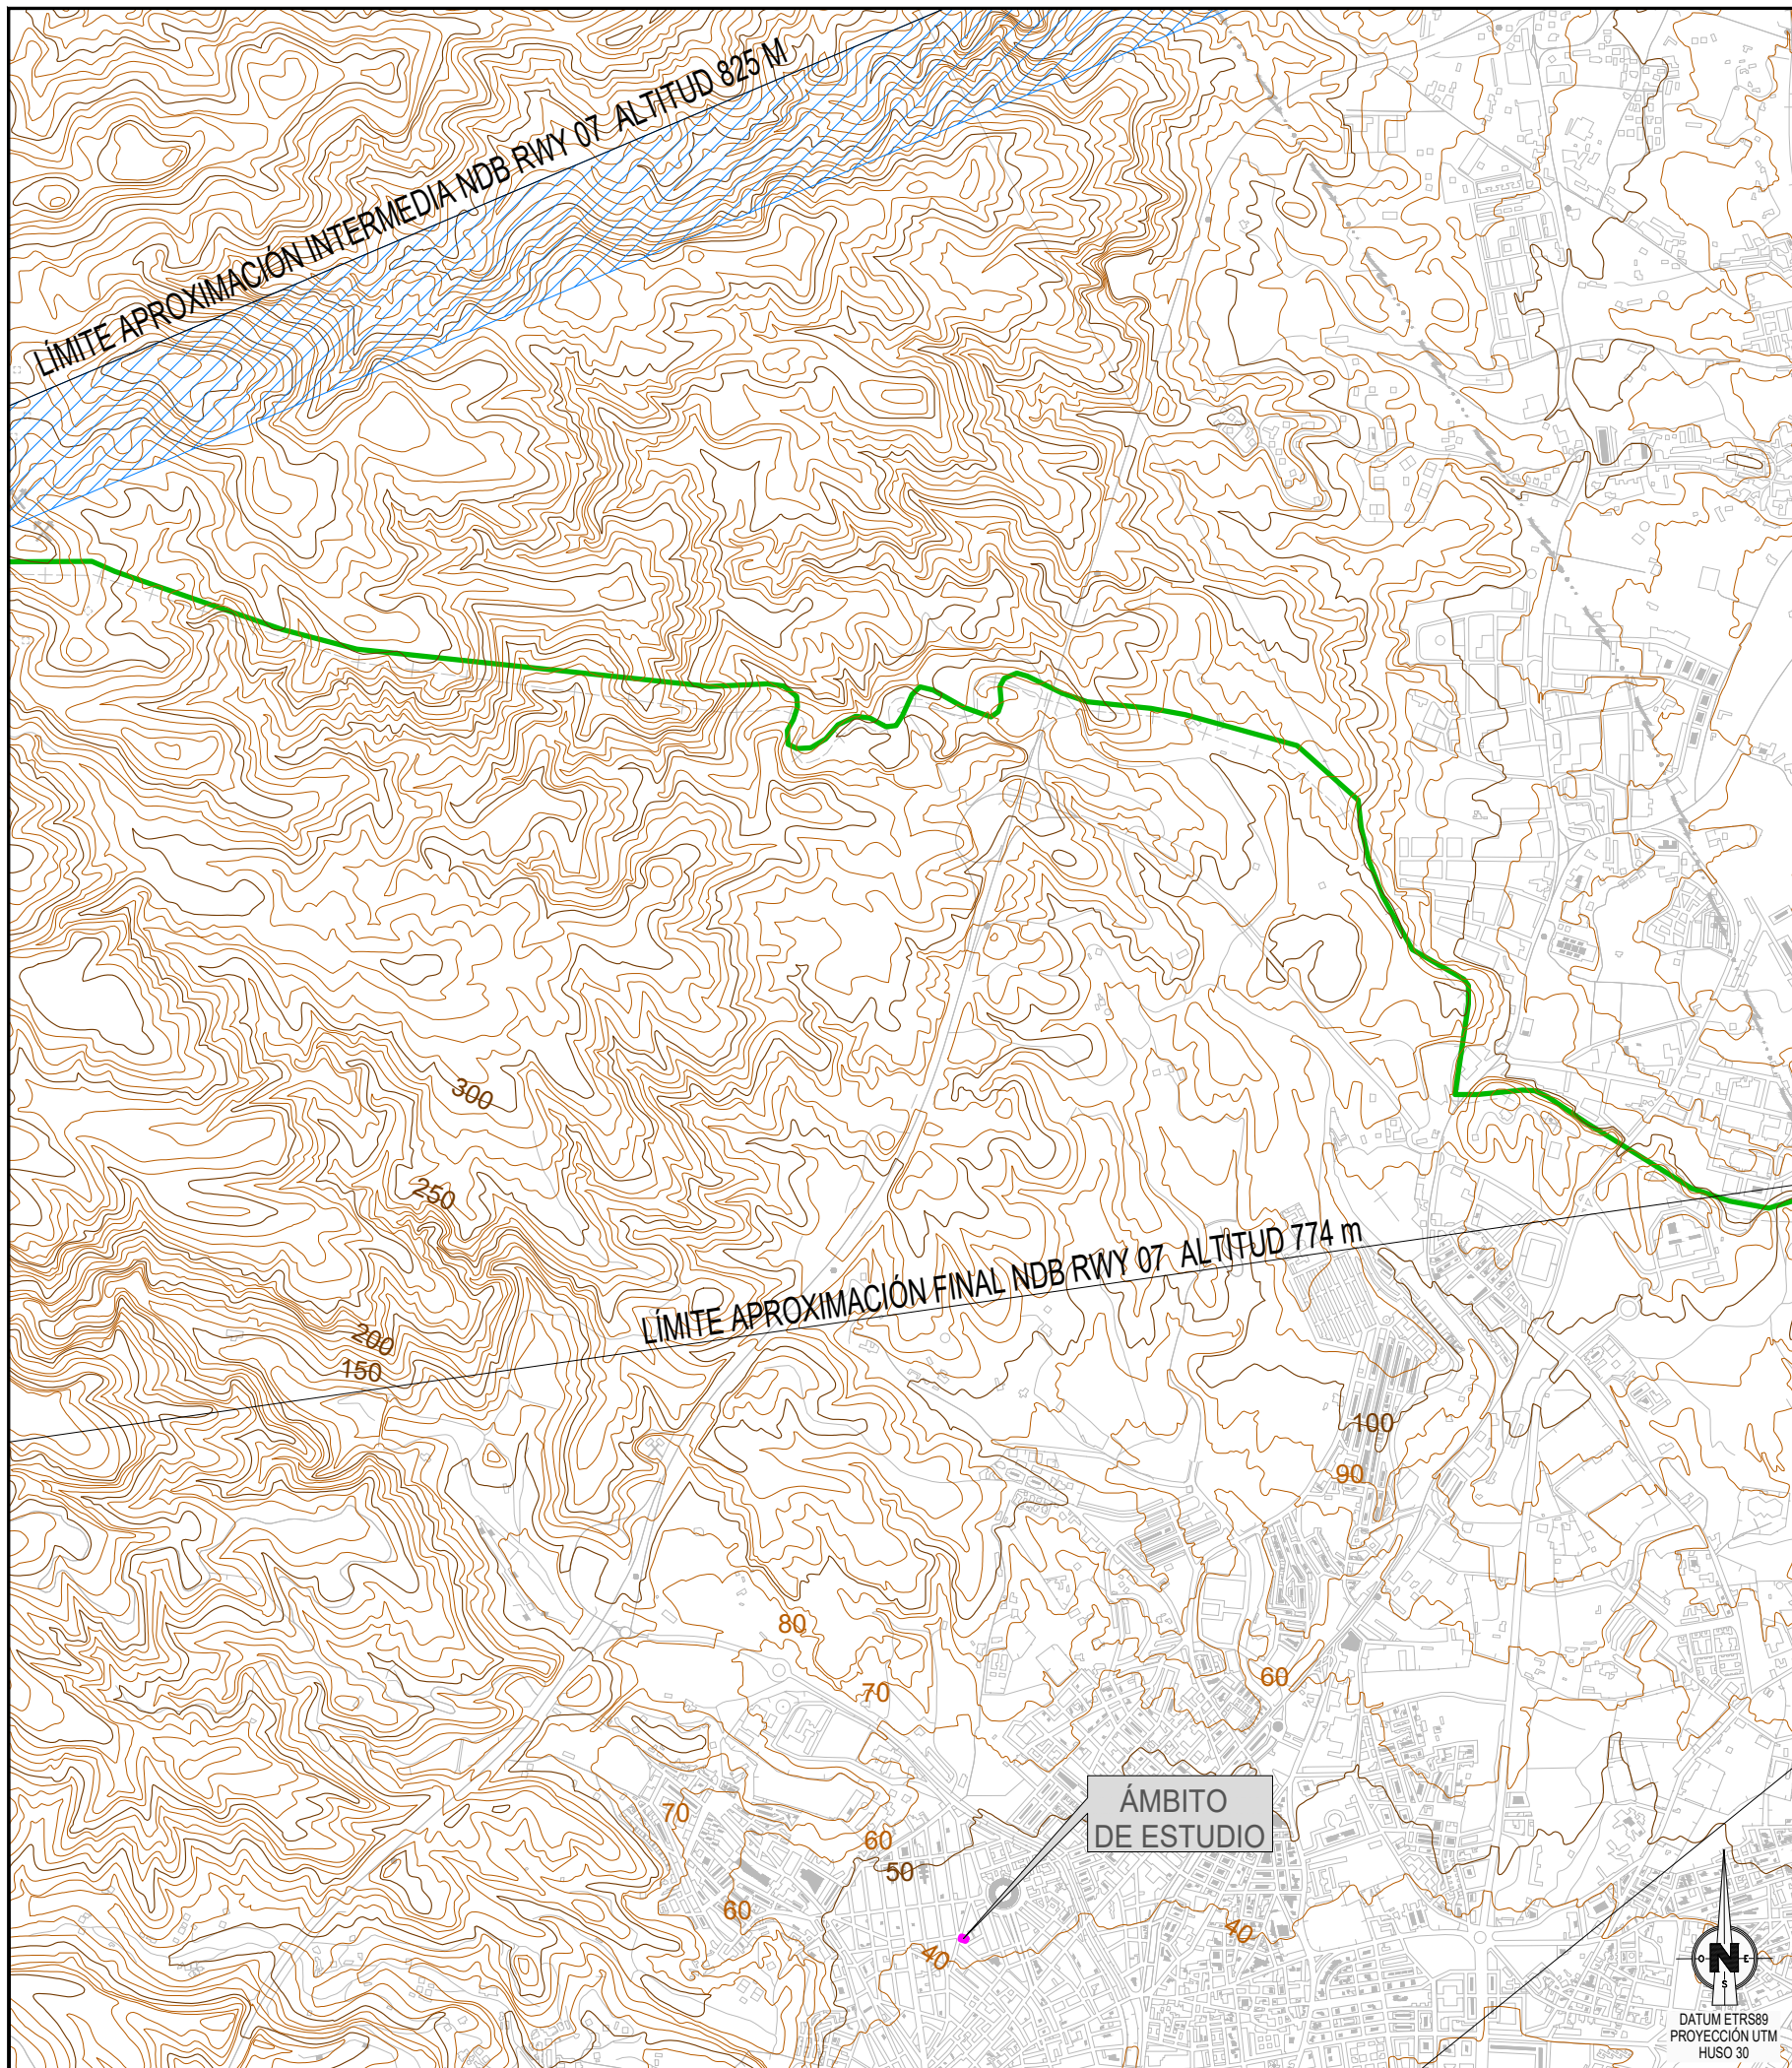 LÍMITE APROXIMACIÓN INTERMEDIA NDB RWY 07 ALTITUD 825 M
300
250
LÍMITE APROXIMACIÓN FINAL NDB RWY 07 ALTITUD 774 m
200
150
100
90
80
60
70
ÁMBITO
DE ESTUDIO
70
60
50
60
40
40
N
O
E
S
DATUM ETRS89
PROYECCIÓN UTM
HUSO 30